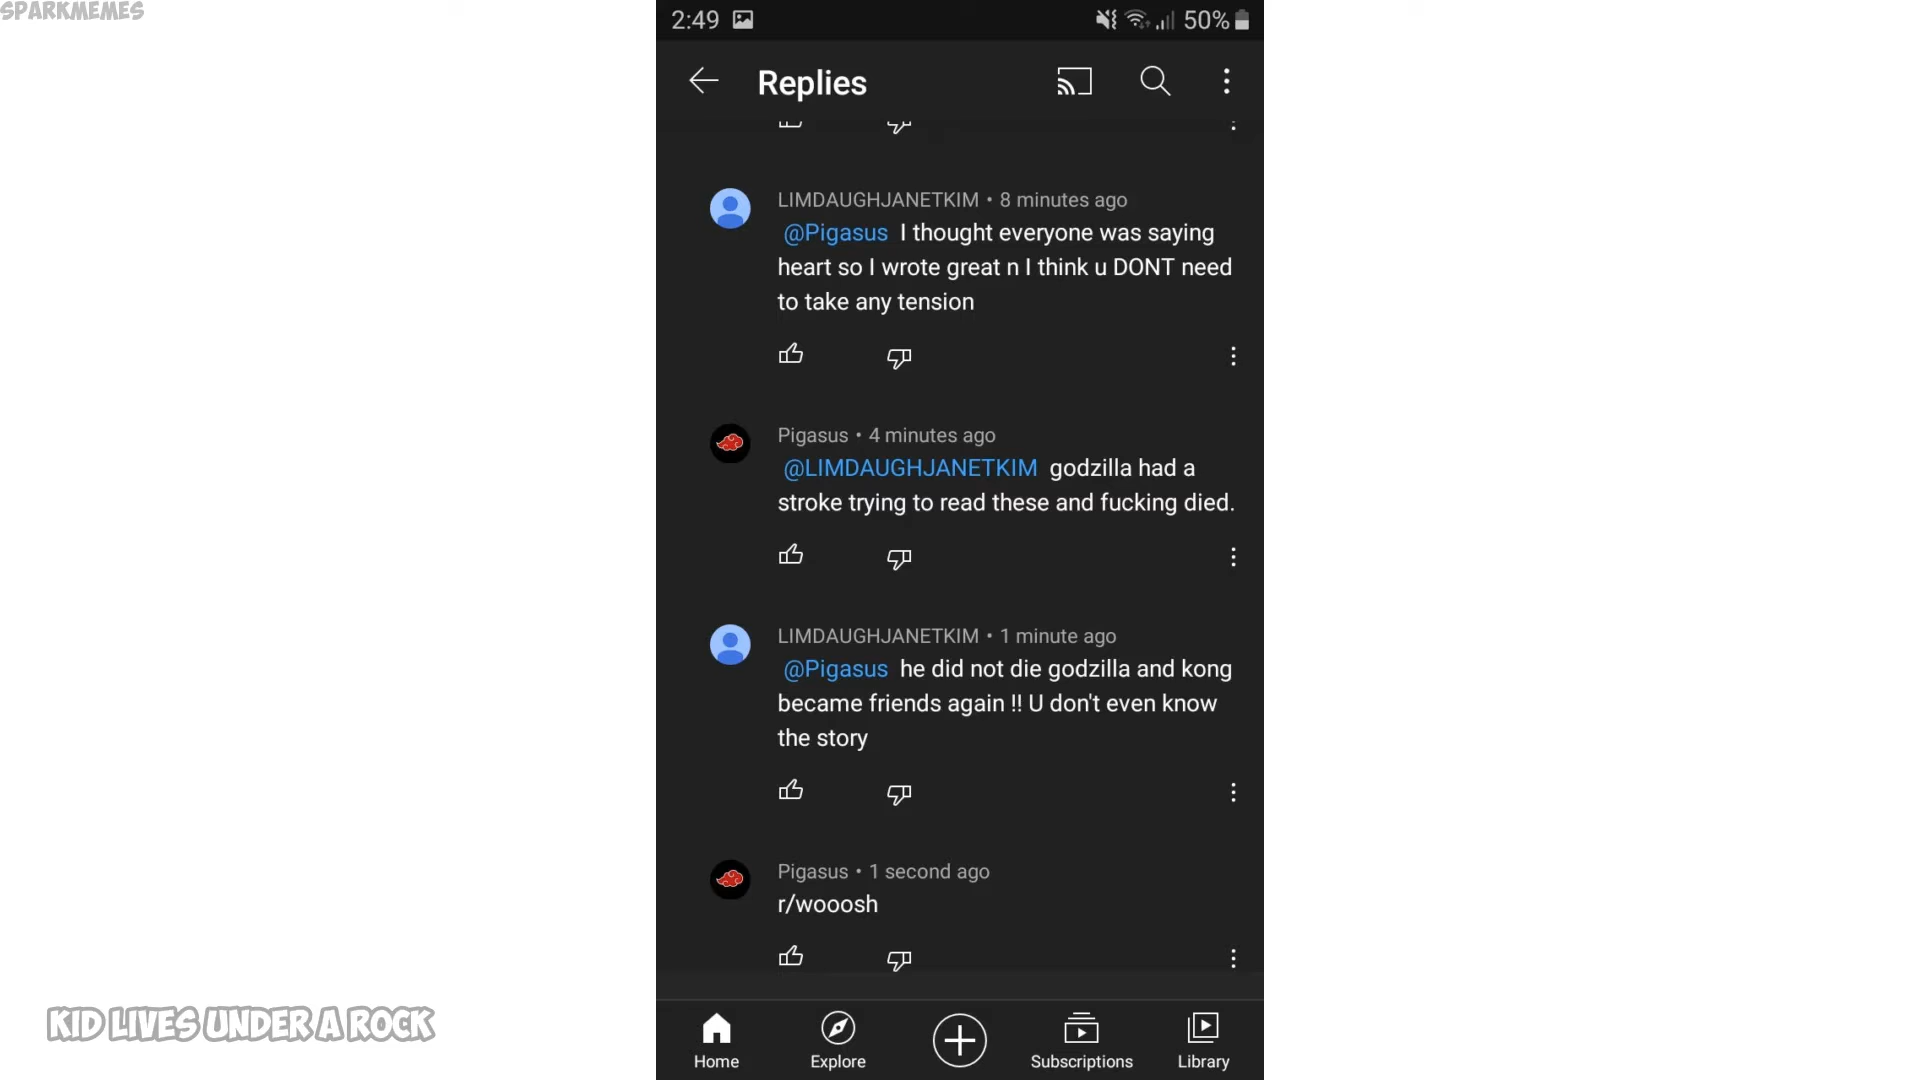 SPARKMEMES
2:49
50%
Replies
LIMDAUGHJANETKIM • 8 minutes ago
@Pigasus I thought everyone was saying
heart so I wrote great n I think u DONT need
to take any tension
Pigasus • 4 minutes ago
@LIMDAUGHJANETKIM godzilla had a
stroke trying to read these and fucking died.
LIMDAUGHJANETKIM • 1 minute ago
@Pigasus he did not die godzilla and kong
became friends again !! U don't even know
the story
Pigasus • 1 second ago
r/wooosh
KID LIVES UNDER A ROCK
Home
Explore
Subscriptions
Library